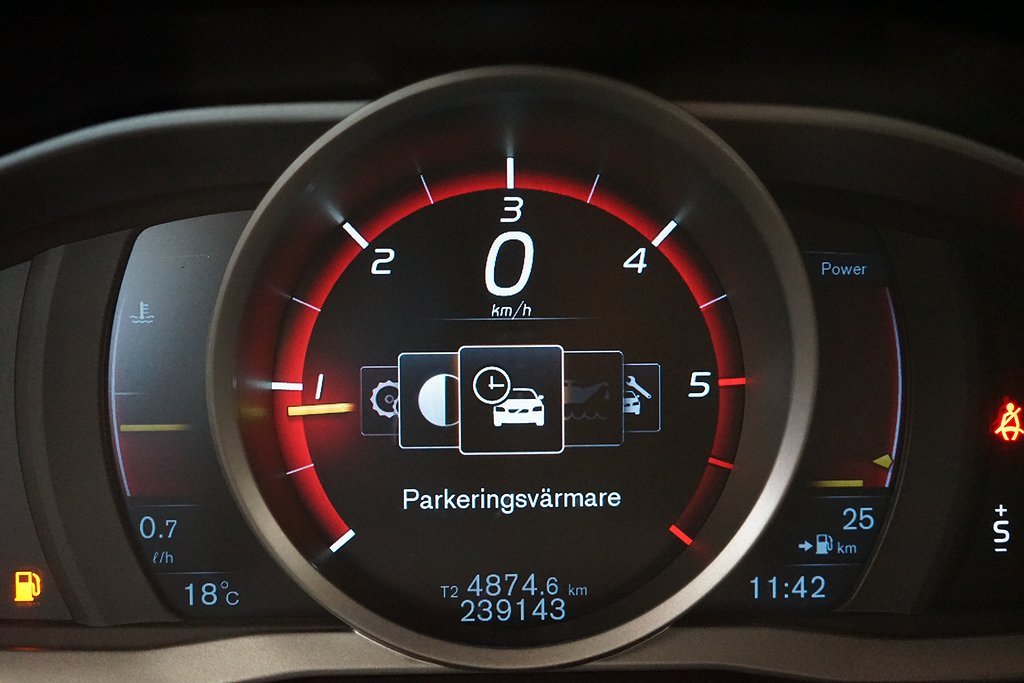 3
2
4
0
km/h
Power
1
5
Parkeringsvärmare
0.7
ℓ/h
18°C
T2 4874.6 km
239143
25
km
11:42
+
S
−